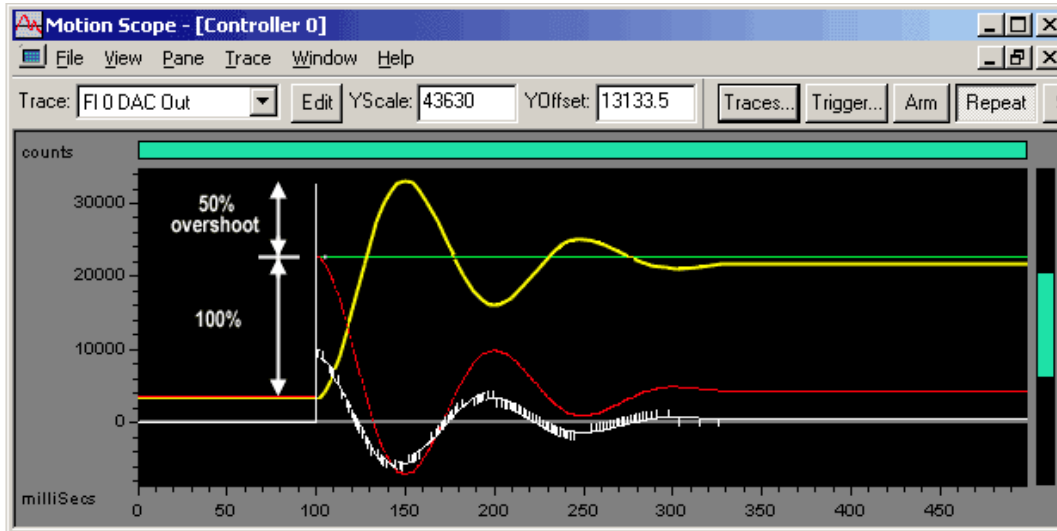 Motion Scope - [Controller 0]
File View Pane Trace Window Help
Trace: FI 0 DAC Out Edit YScale: 43630 YOffset: 13133.5 Traces... Trigger... Arm Repeat
counts
30000
20000
10000
0
50%
overshoot
100%
milliSecs
0 50 100 150 200 250 300 350 400 450